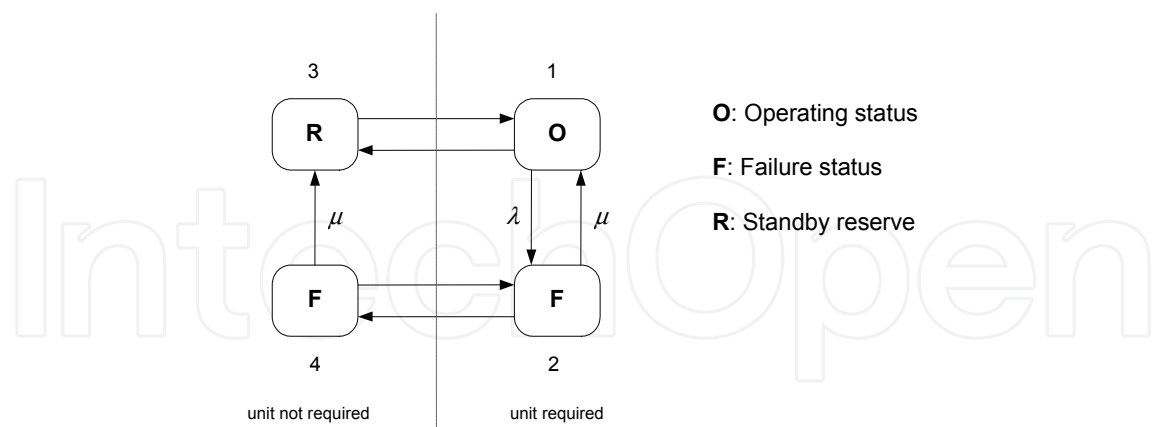 3
1
R
O
O: Operating status
F: Failure status
R: Standby reserve
μ
λ
μ
F
F
4
2
unit not required
unit required
IntechOpen